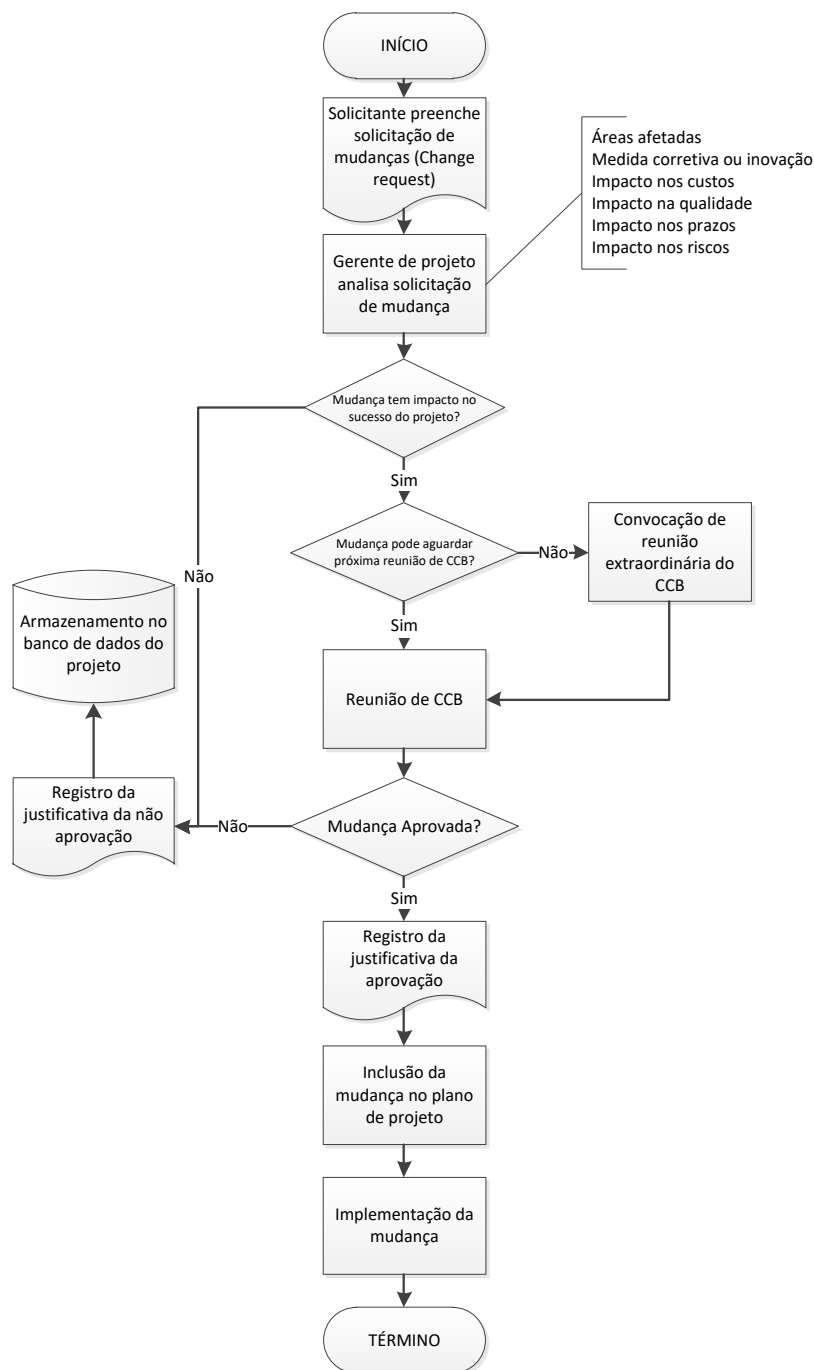 INÍCIO
Solicitante preenche
solicitação de
mudanças (Change
request)
Áreas afetadas
Medida corretiva ou inovação
Impacto nos custos
Impacto na qualidade
Impacto nos prazos
Impacto nos riscos
Gerente de projeto
analisa solicitação
de mudança
Mudança tem impacto no
sucesso do projeto?
Sim
Não
Mudança pode aguardar
próxima reunião de CCB?
Não
Convocação de
reunião
extraordinária do
CCB
Sim
Armazenamento no
banco de dados do
projeto
Reunião de CCB
Registro da
justificativa da não
aprovação
Não
Mudança Aprovada?
Sim
Registro da
justificativa da
aprovação
Inclusão da
mudança no plano
de projeto
Implementação da
mudança
TÉRMINO